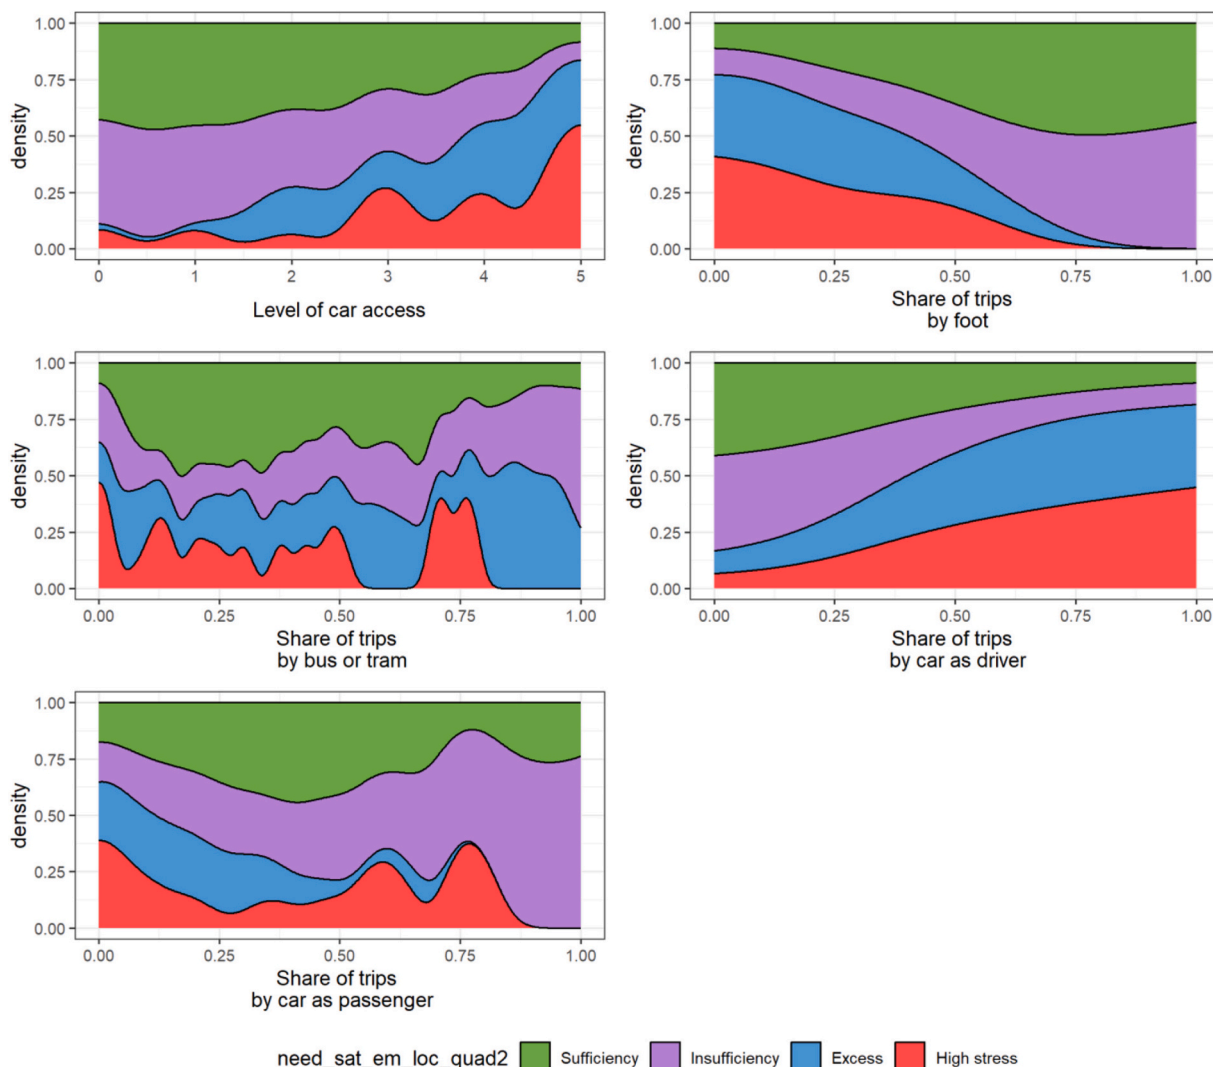 1.00
0.75
0.50
0.25
0.00
density
0 1 2 3 4 5
Level of car access
1.00
0.75
0.50
0.25
0.00
density
0.00 0.25 0.50 0.75 1.00
Share of trips
by foot
1.00
0.75
0.50
0.25
0.00
density
0.00 0.25 0.50 0.75 1.00
Share of trips
by bus or tram
1.00
0.75
0.50
0.25
0.00
density
0.00 0.25 0.50 0.75 1.00
Share of trips
by car as driver
1.00
0.75
0.50
0.25
0.00
density
0.00 0.25 0.50 0.75 1.00
Share of trips
by car as passenger
need_sat_em_loc_quad2 Sufficiency Insufficiency Excess High stress